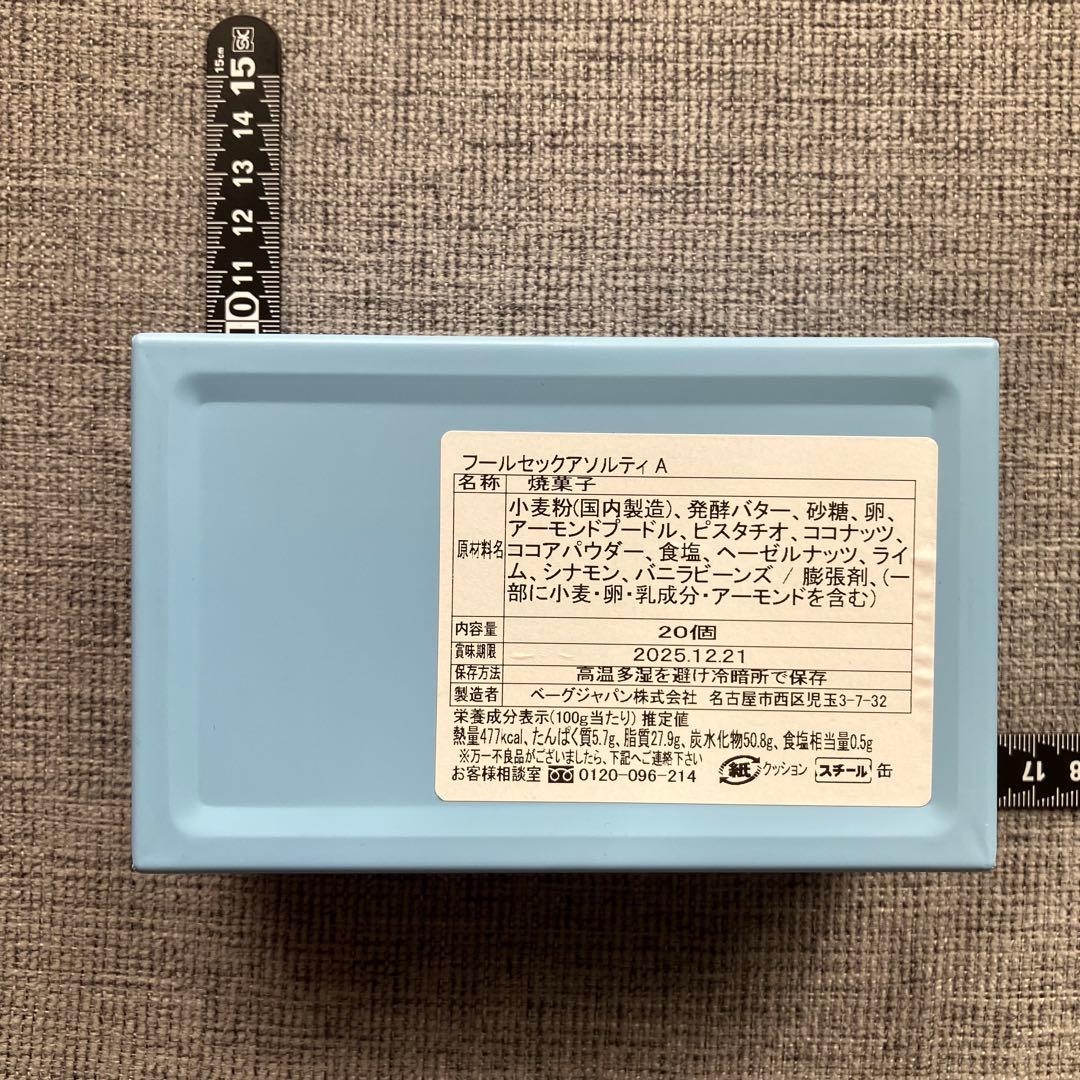 15cm
SK
15
14
13
12
11
10
フールセックアソルティ A
名称 焼菓子
原材料名
小麦粉(国内製造)、発酵バター、砂糖、卵、
アーモンドプードル、ピスタチオ、ココナッツ、
ココアパウダー、食塩、ヘーゼルナッツ、ライ
ム、シナモン、バニラビーンズ / 膨張剤、(一
部に小麦・卵・乳成分・アーモンドを含む)
内容量 20個
賞味期限 2025.12.21
保存方法 高温多湿を避け冷暗所で保存
製造者 ベーグジャパン株式会社 名古屋市西区児玉3-7-32
栄養成分表示(100g当たり) 推定値
熱量477kcal、たんぱく質5.7g、脂質27.9g、炭水化物50.8g、食塩相当量0.5g
※万一不良品がございましたら、下記へご連絡下さい
お客様相談室 0120-096-214 紙 クッション スチール 缶
17
8